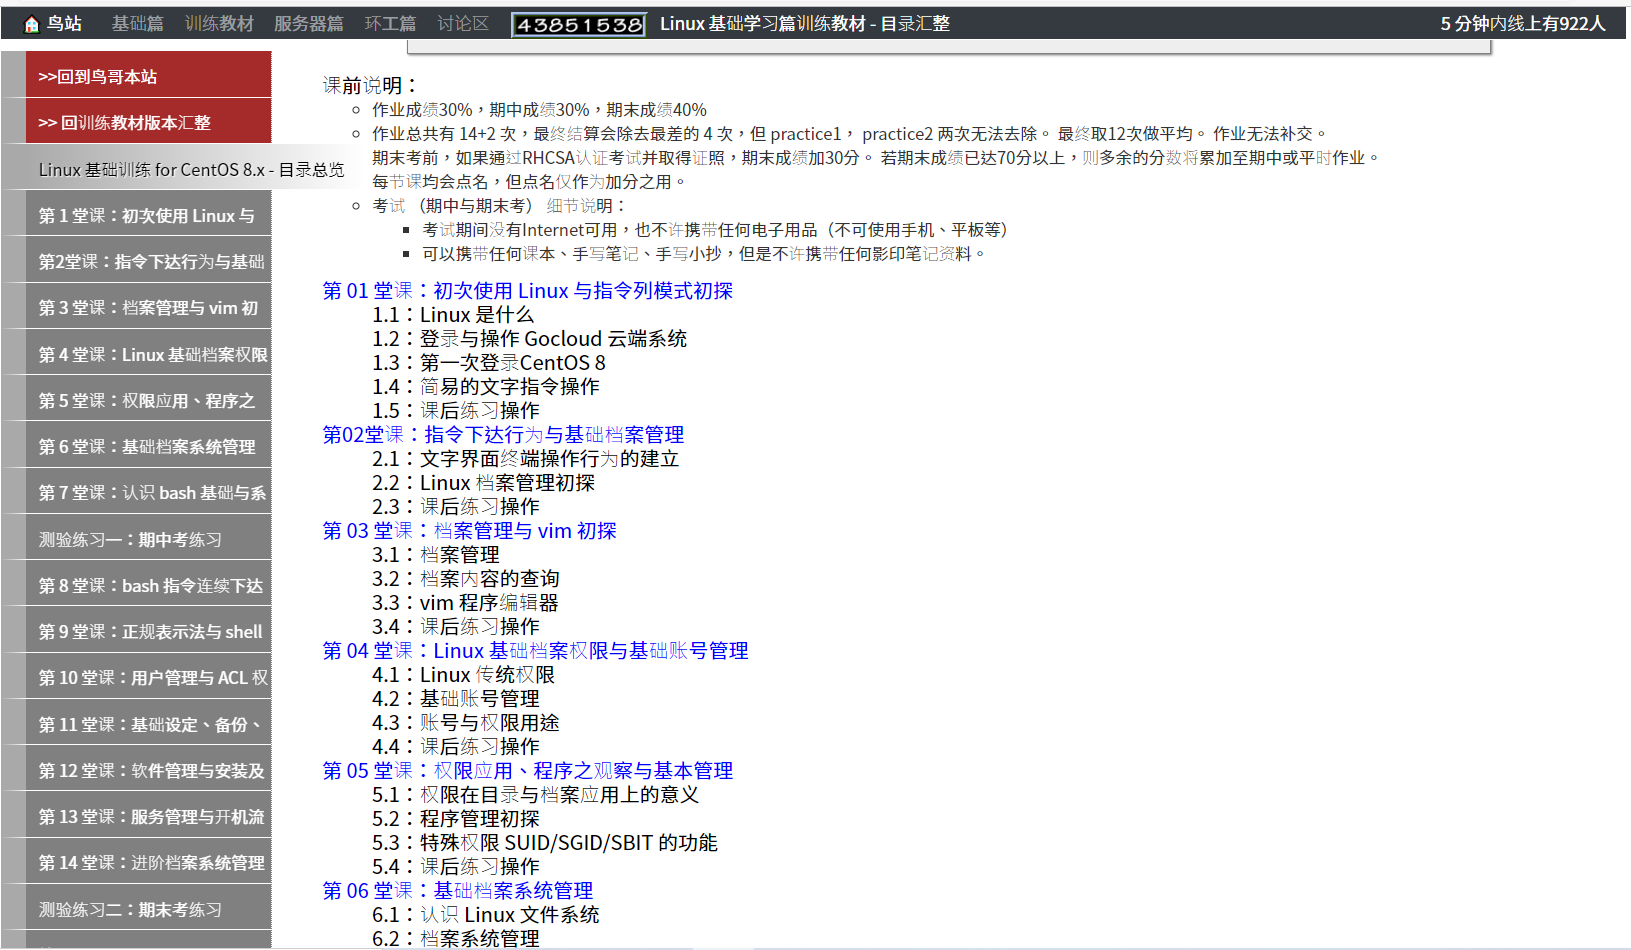 鸟站 基础篇 训练教材 服务器篇 环工篇 讨论区 43851538 Linux 基础学习篇训练教材 - 目录汇整 5 分钟内线上有922人
>>回到鸟哥本站
>> 回训练教材版本汇整
Linux 基础训练 for CentOS 8.x - 目录总览
第 1 堂课：初次使用 Linux 与
第2堂课：指令下达行为与基础
第 3 堂课：档案管理与 vim 初
第 4 堂课：Linux 基础档案权限
第 5 堂课：权限应用、程序之
第 6 堂课：基础档案系统管理
第 7 堂课：认识 bash 基础与系
测验练习一：期中考练习
第 8 堂课：bash 指令连续下达
第 9 堂课：正规表示法与 shell
第 10 堂课：用户管理与 ACL 权
第 11 堂课：基础设定、备份、
第 12 堂课：软件管理与安装及
第 13 堂课：服务管理与开机流
第 14 堂课：进阶档案系统管理
测验练习二：期末考练习
课前说明：
作业成绩30%，期中成绩30%，期末成绩40%
作业总共有 14+2 次，最终结算会除去最差的 4 次，但 practice1， practice2 两次无法去除。 最终取12次做平均。 作业无法补交。
期末考前，如果通过RHCSA认证考试并取得证照，期末成绩加30分。 若期末成绩已达70分以上，则多余的分数将累加至期中或平时作业。
每节课均会点名，但点名仅作为加分之用。
考试 （期中与期末考） 细节说明：
考试期间没有Internet可用，也不许携带任何电子用品（不可使用手机、平板等）
可以携带任何课本、手写笔记、手写小抄，但是不许携带任何影印笔记资料。
第 01 堂课：初次使用 Linux 与指令列模式初探
1.1：Linux 是什么
1.2：登录与操作 Gocloud 云端系统
1.3：第一次登录CentOS 8
1.4：简易的文字指令操作
1.5：课后练习操作
第02堂课：指令下达行为与基础档案管理
2.1：文字界面终端操作行为的建立
2.2：Linux 档案管理初探
2.3：课后练习操作
第 03 堂课：档案管理与 vim 初探
3.1：档案管理
3.2：档案内容的查询
3.3：vim 程序编辑器
3.4：课后练习操作
第 04 堂课：Linux 基础档案权限与基础账号管理
4.1：Linux 传统权限
4.2：基础账号管理
4.3：账号与权限用途
4.4：课后练习操作
第 05 堂课：权限应用、程序之观察与基本管理
5.1：权限在目录与档案应用上的意义
5.2：程序管理初探
5.3：特殊权限 SUID/SGID/SBIT 的功能
5.4：课后练习操作
第 06 堂课：基础档案系统管理
6.1：认识 Linux 文件系统
6.2：档案系统管理